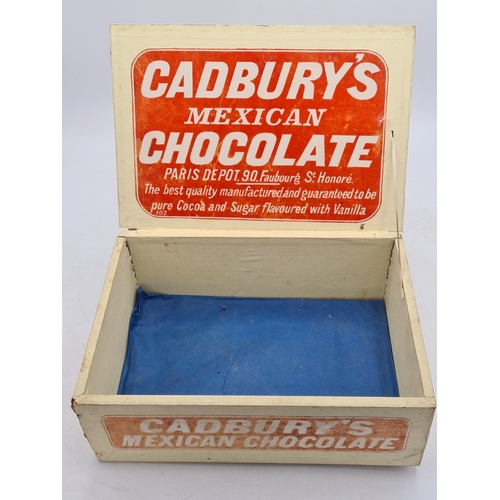 CADBURY'S
MEXICAN
CHOCOLATE
PARIS DEPOT. 90. Faubourg St Honoré.
The best quality manufactured and guaranteed to be
pure Cocoa and Sugar flavoured with Vanilla
CADBURY'S
MEXICAN CHOCOLATE